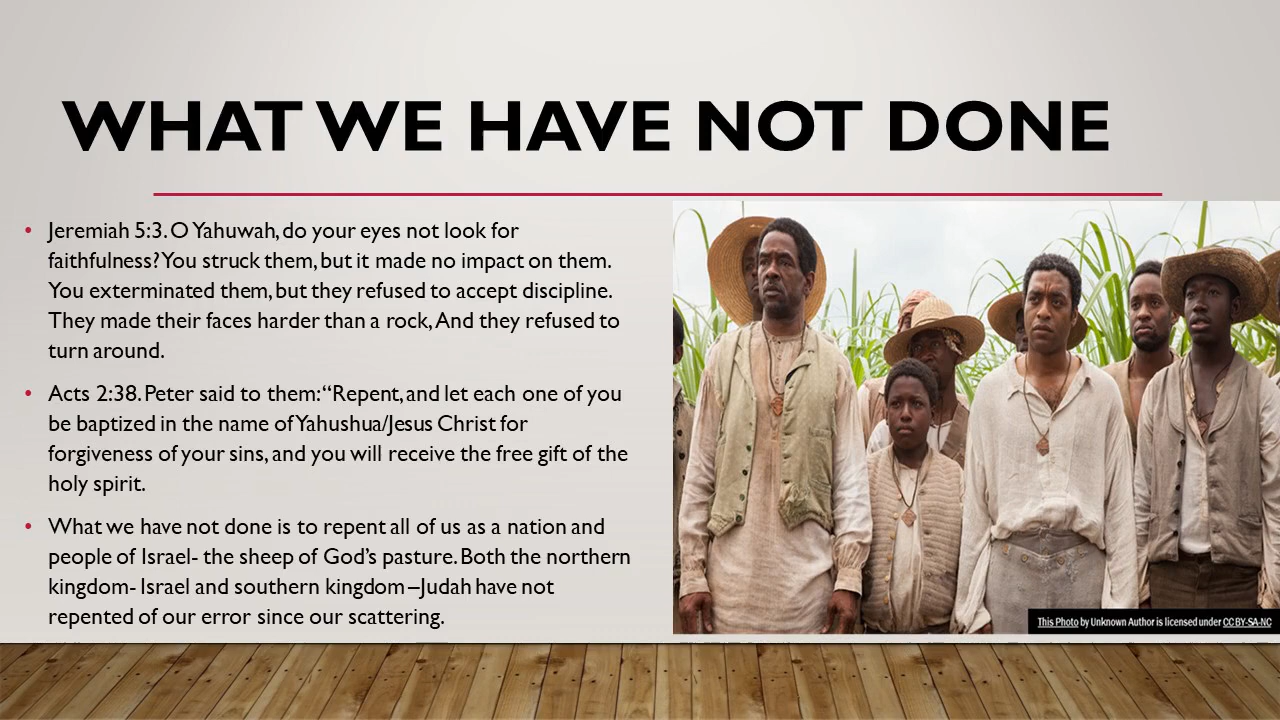 WHAT WE HAVE NOT DONE
• Jeremiah 5:3. O Yahuwah, do your eyes not look for
faithfulness? You struck them, but it made no impact on them.
You exterminated them, but they refused to accept discipline.
They made their faces harder than a rock, And they refused to
turn around.
• Acts 2:38. Peter said to them: “Repent, and let each one of you
be baptized in the name of Yahushua/Jesus Christ for
forgiveness of your sins, and you will receive the free gift of the
holy spirit.
• What we have not done is to repent all of us as a nation and
people of Israel- the sheep of God’s pasture. Both the northern
kingdom- Israel and southern kingdom –Judah have not
repented of our error since our scattering.
This Photo by Unknown Author is licensed under CC BY-SA-NC